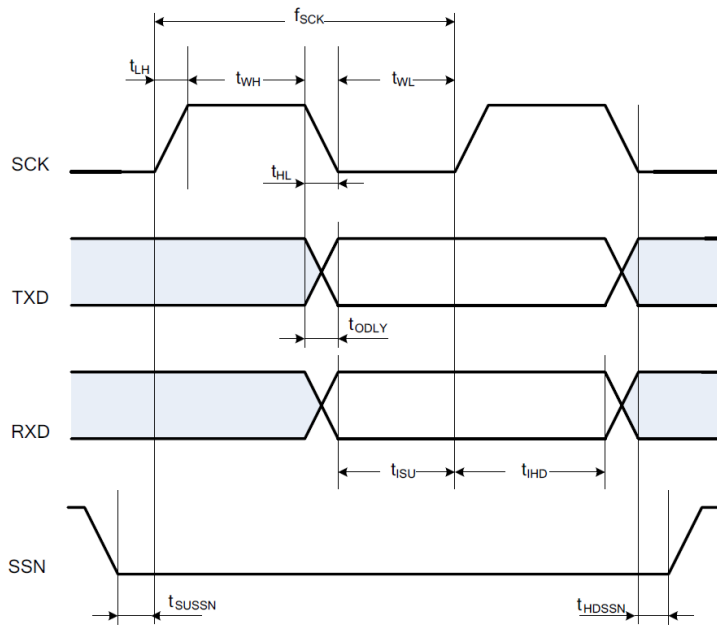 fSCK
tLH
tWH
tWL
SCK
tHL
TXD
tODLY
RXD
tISU
tIHD
SSN
tSUSSN
tHDSSN